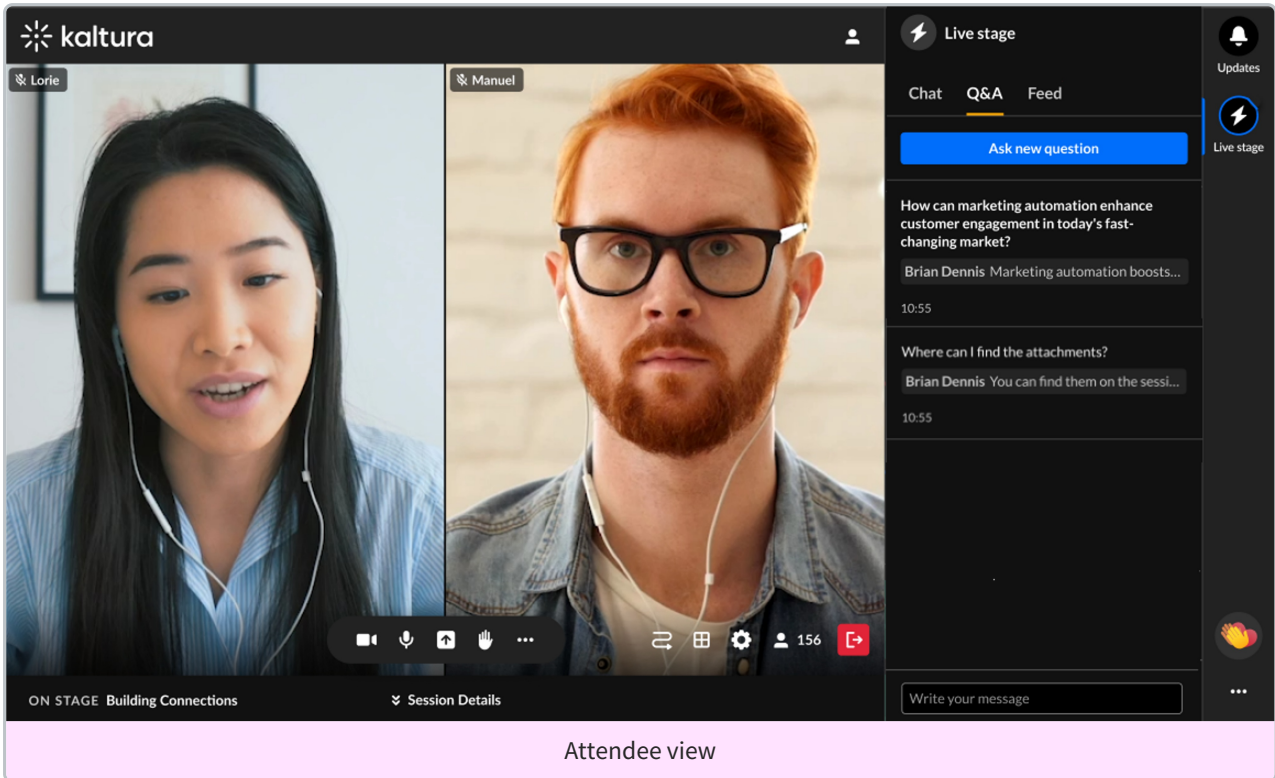 kaltura
Lorie
Manuel
156
ON STAGE Building Connections
Session Details
Live stage
Chat Q&A Feed
Ask new question
How can marketing automation enhance
customer engagement in today's fast-
changing market?
Brian Dennis Marketing automation boosts...
10:55
Where can I find the attachments?
Brian Dennis You can find them on the sessi...
10:55
Write your message
Updates
Live stage
Attendee view